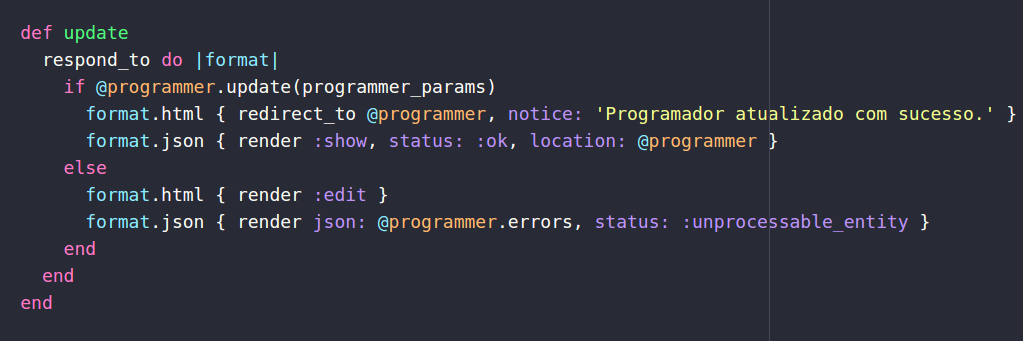 def update
  respond_to do |format|
    if @programmer.update(programmer_params)
      format.html { redirect_to @programmer, notice: 'Programador atualizado com sucesso.' }
      format.json { render :show, status: :ok, location: @programmer }
    else
      format.html { render :edit }
      format.json { render json: @programmer.errors, status: :unprocessable_entity }
    end
  end
end